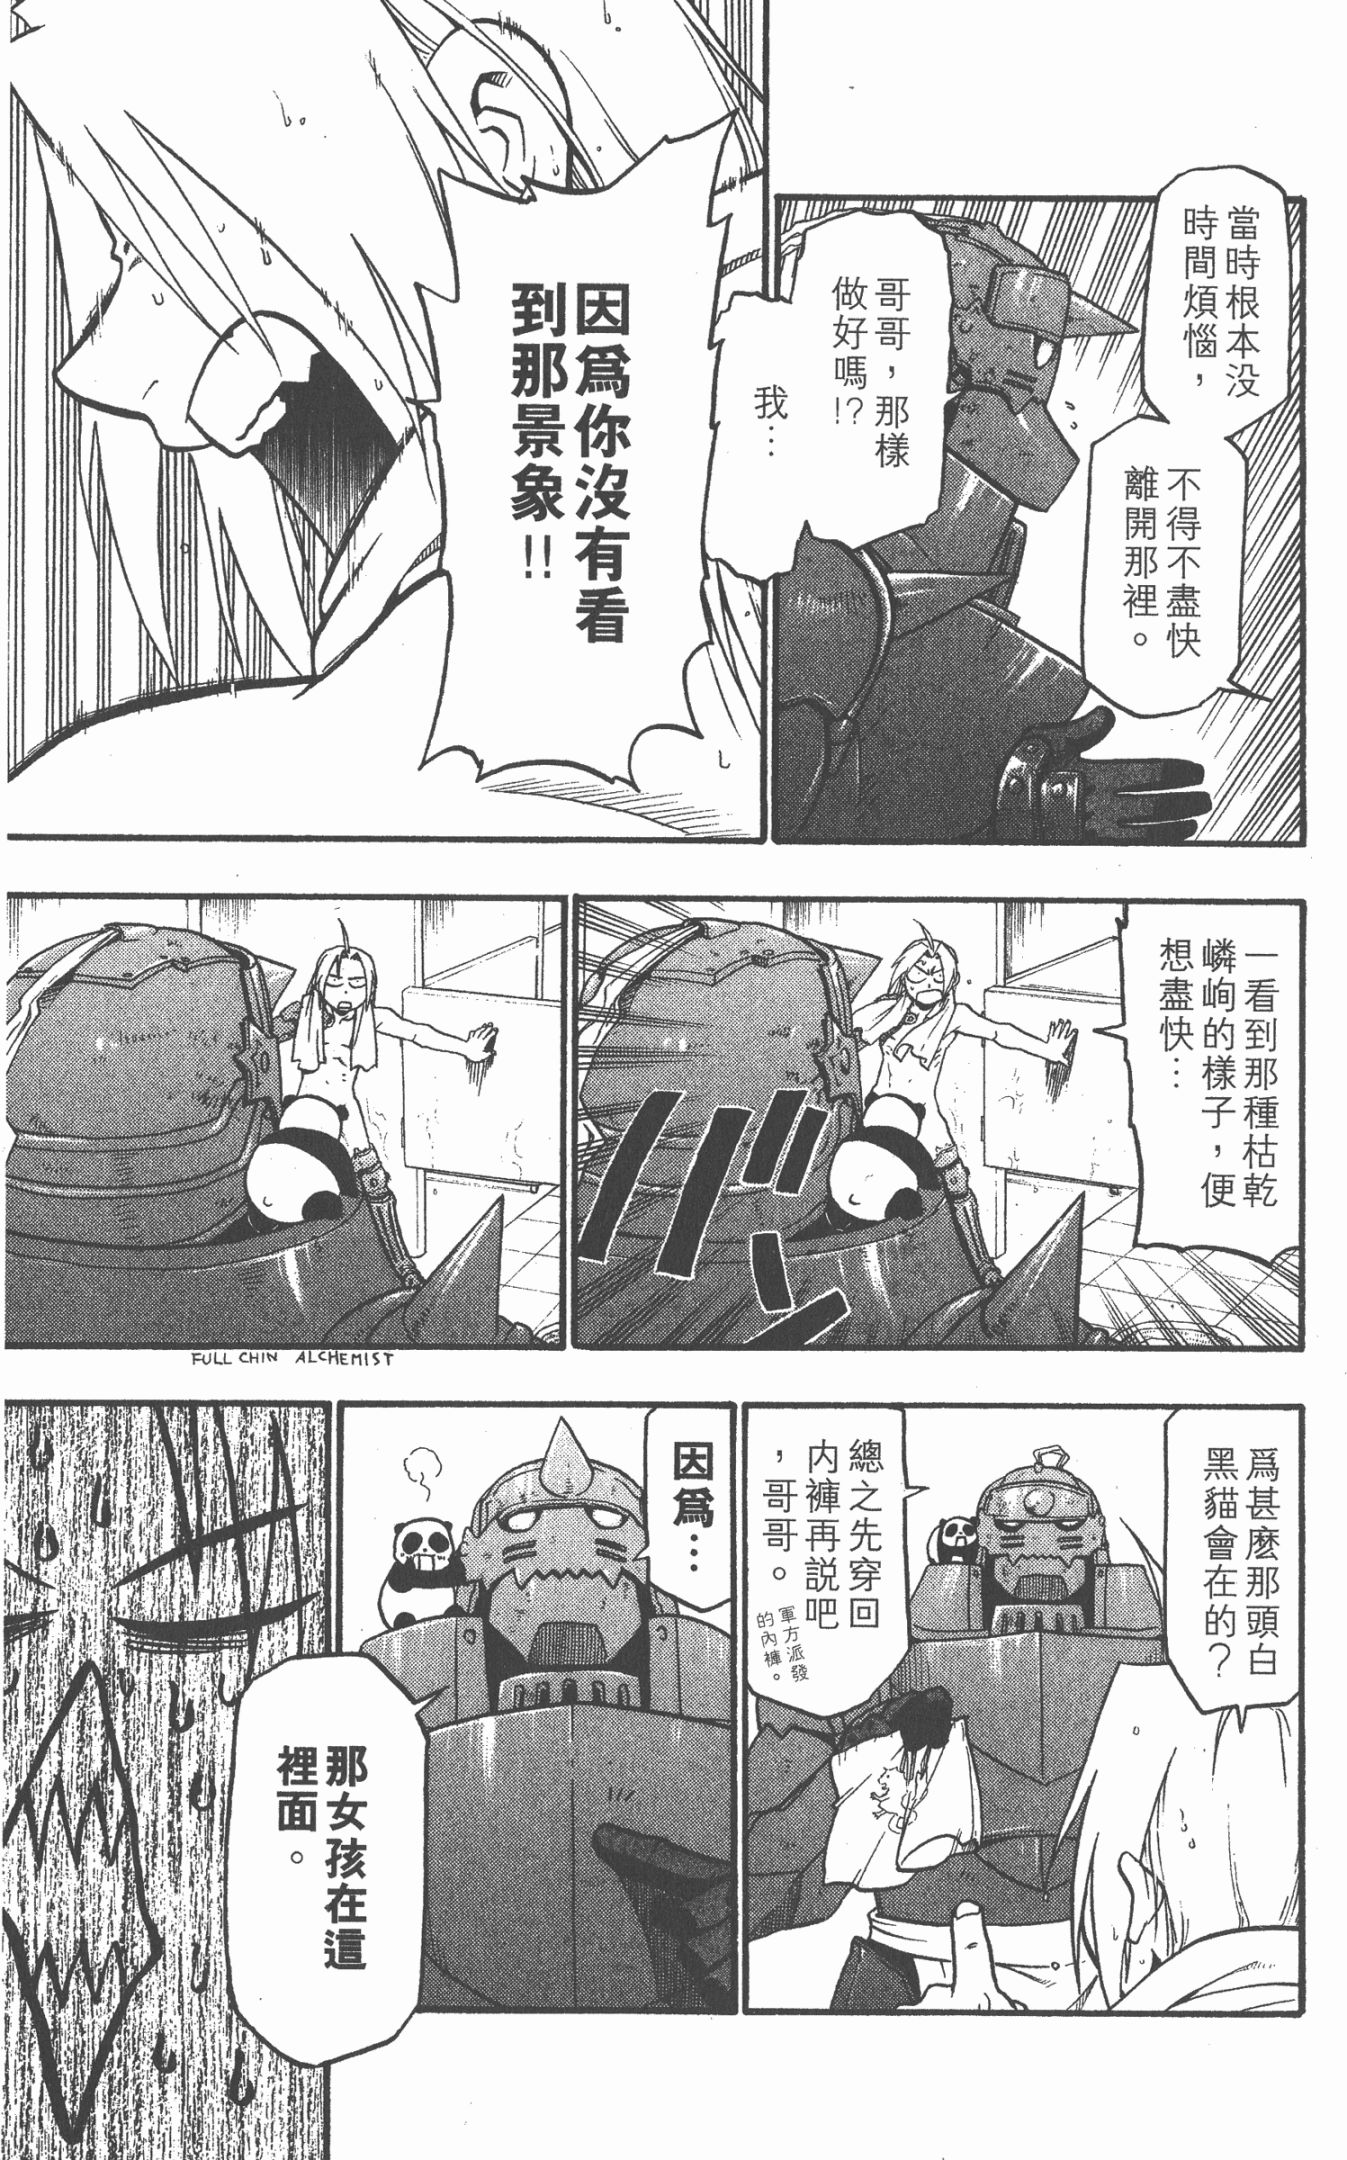 當時根本没
時間煩惱，
不得不盡快
離開那裡。
哥哥，那樣
做好嗎!?
我…
因爲你沒有看
到那景象!!
一看到那種枯乾
嶙峋的樣子，便
想盡快…
FULL CHIN ALCHEMIST
爲甚麼那頭白
黑貓會在的？
總之先穿回
内褲再説吧
，哥哥。
軍方派發
的內褲。
因爲…
那女孩在這
裡面。